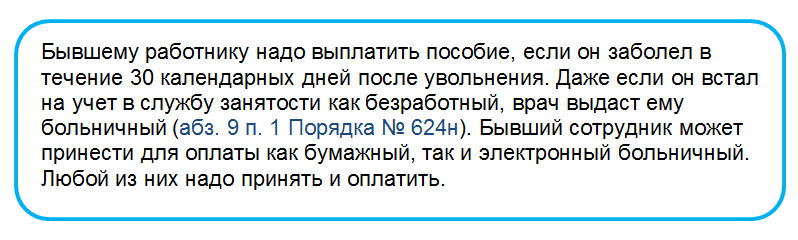 Бывшему работнику надо выплатить пособие, если он заболел в
течение 30 календарных дней после увольнения. Даже если он встал
на учет в службу занятости как безработный, врач выдаст ему
больничный (абз. 9 п. 1 Порядка № 624н). Бывший сотрудник может
принести для оплаты как бумажный, так и электронный больничный.
Любой из них надо принять и оплатить.